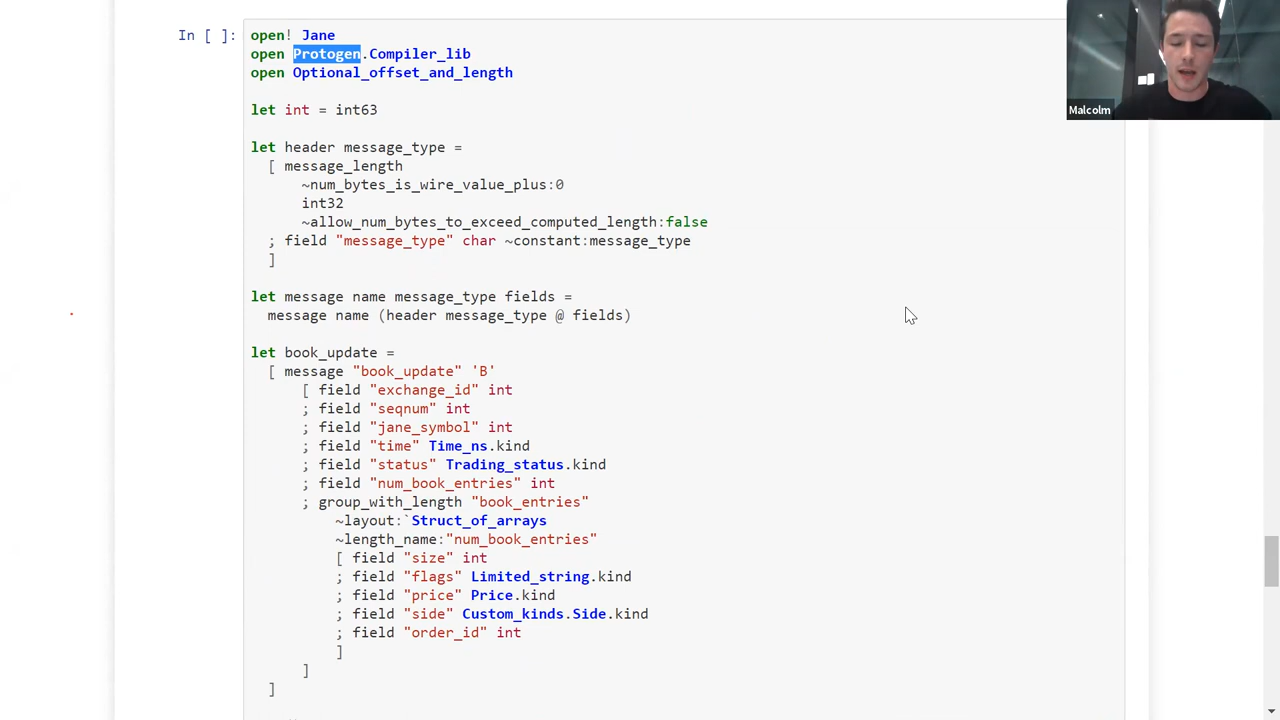 In [ ]:
open! Jane
open Protogen.Compiler_lib
open Optional_offset_and_length
let int = int63
let header message_type =
[ message_length
~num_bytes_is_wire_value_plus:0
int32
~allow_num_bytes_to_exceed_computed_length:false
; field "message_type" char ~constant:message_type
]
let message name message_type fields =
message name (header message_type @ fields)
let book_update =
[ message "book_update" 'B'
[ field "exchange_id" int
; field "seqnum" int
; field "jane_symbol" int
; field "time" Time_ns.kind
; field "status" Trading_status.kind
; field "num_book_entries" int
; group_with_length "book_entries"
~layout:`Struct_of_arrays
~length_name:"num_book_entries"
[ field "size" int
; field "flags" Limited_string.kind
; field "price" Price.kind
; field "side" Custom_kinds.Side.kind
; field "order_id" int
]
]
]
Malcolm